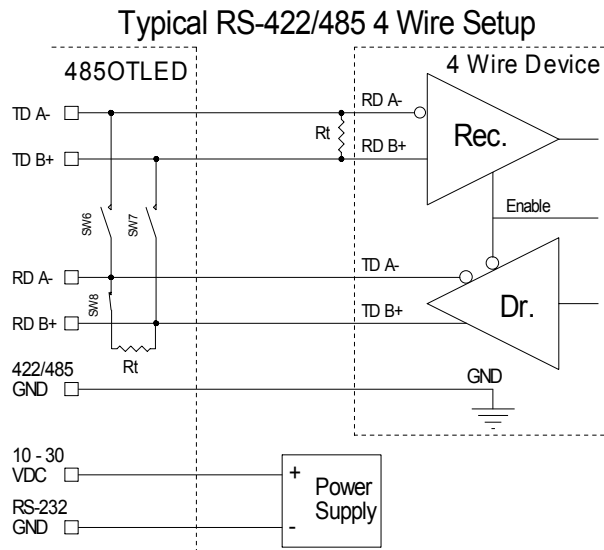 Typical RS-422/485 4 Wire Setup
485OTLED
4 Wire Device
TD A-
RD A-
Rt
Rec.
TD B+
RD B+
Enable
SW6
SW7
RD A-
TD A-
SW8
Dr.
RD B+
TD B+
Rt
422/485
GND
GND
10 - 30
VDC
+
Power
Supply
RS-232
GND
-